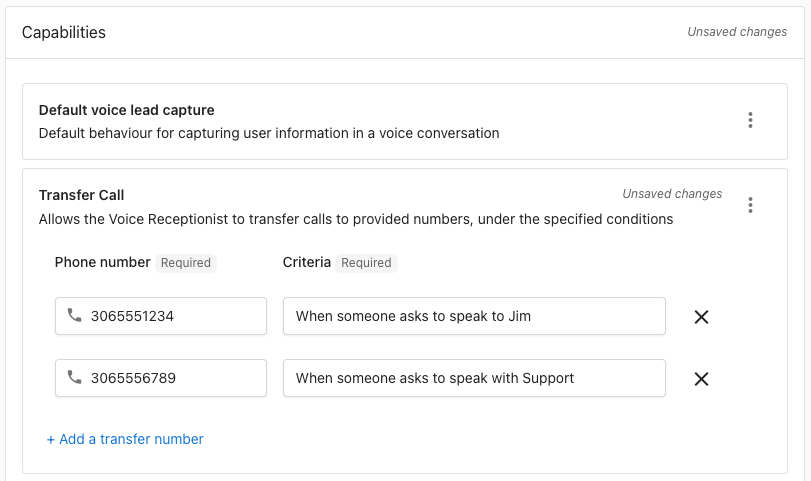 Capabilities
Unsaved changes
Default voice lead capture
Default behaviour for capturing user information in a voice conversation
Transfer Call
Unsaved changes
Allows the Voice Receptionist to transfer calls to provided numbers, under the specified conditions
Phone number Required
Criteria Required
3065551234
When someone asks to speak to Jim
3065556789
When someone asks to speak with Support
+ Add a transfer number